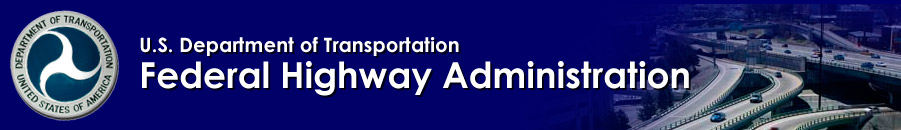 DEPARTMENT OF TRANSPORTATION
UNITED STATES OF AMERICA
U.S. Department of Transportation
Federal Highway Administration